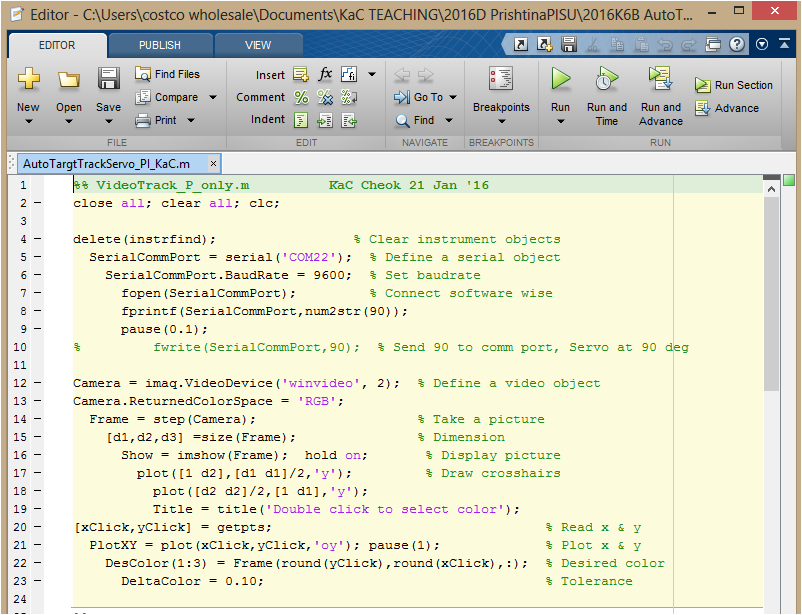 Editor - C:\Users\costco wholesale\Documents\KaC TEACHING\2016D PrishtinaPISU\2016K6B AutoT...
EDITOR PUBLISH VIEW
New Open Save Find Files Compare Print
FILE
Insert fx
Comment
Indent
EDIT
Go To
Find
NAVIGATE
Breakpoints
BREAKPOINTS
Run Run and Time Run and Advance Run Section Advance
RUN
AutoTargtTrackServo_PI_KaC.m ×
1 %% VideoTrack_P_only.m KaC Cheok 21 Jan '16
2 – close all; clear all; clc;
3
4 – delete(instrfind); % Clear instrument objects
5 – SerialCommPort = serial('COM22'); % Define a serial object
6 – SerialCommPort.BaudRate = 9600; % Set baudrate
7 – fopen(SerialCommPort); % Connect software wise
8 – fprintf(SerialCommPort,num2str(90));
9 – pause(0.1);
10 % fwrite(SerialCommPort,90); % Send 90 to comm port, Servo at 90 deg
11
12 – Camera = imaq.VideoDevice('winvideo', 2); % Define a video object
13 – Camera.ReturnedColorSpace = 'RGB';
14 – Frame = step(Camera); % Take a picture
15 – [d1,d2,d3] =size(Frame); % Dimension
16 – Show = imshow(Frame); hold on; % Display picture
17 – plot([1 d2],[d1 d1]/2,'y'); % Draw crosshairs
18 – plot([d2 d2]/2,[1 d1],'y');
19 – Title = title('Double click to select color');
20 – [xClick,yClick] = getpts; % Read x & y
21 – PlotXY = plot(xClick,yClick,'oy'); pause(1); % Plot x & y
22 – DesColor(1:3) = Frame(round(yClick),round(xClick),:); % Desired color
23 – DeltaColor = 0.10; % Tolerance
24